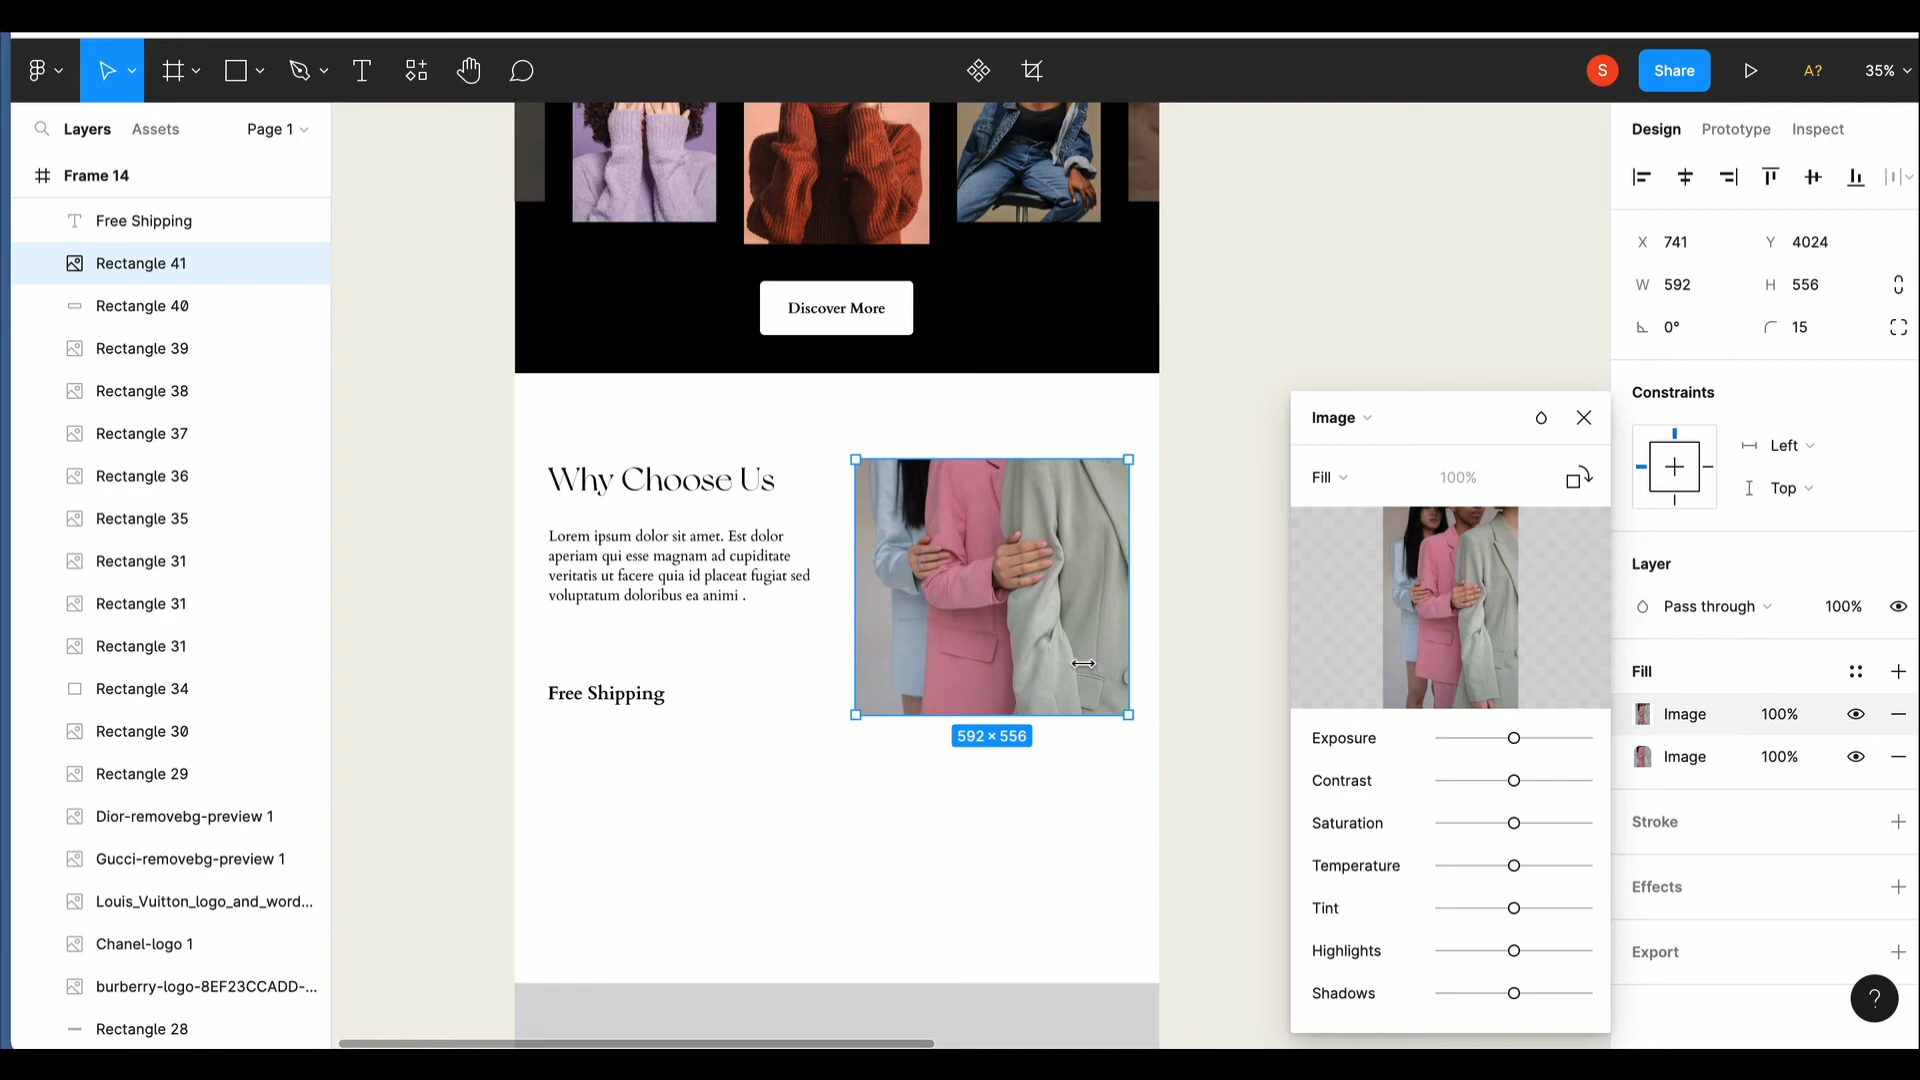 S
Share
A?
35%
Layers
Assets
Page 1
Frame 14
Free Shipping
Rectangle 41
Rectangle 40
Rectangle 39
Rectangle 38
Rectangle 37
Rectangle 36
Rectangle 35
Rectangle 31
Rectangle 31
Rectangle 31
Rectangle 34
Rectangle 30
Rectangle 29
Dior-removebg-preview 1
Gucci-removebg-preview 1
Louis_Vuitton_logo_and_word...
Chanel-logo 1
burberry-logo-8EF23CCADD-...
Rectangle 28
Discover More
Why Choose Us
Lorem ipsum dolor sit amet. Est dolor
aperiam qui esse magnam ad cupiditate
veritatis ut facere quia id placeat fugiat sed
voluptatum doloribus ea animi .
Free Shipping
592 × 556
Image
Fill
100%
Exposure
Contrast
Saturation
Temperature
Tint
Highlights
Shadows
Design
Prototype
Inspect
X 741
Y 4024
W 592
H 556
0°
15
Constraints
Left
Top
Layer
Pass through
100%
Fill
Image
100%
Image
100%
Stroke
Effects
Export
?